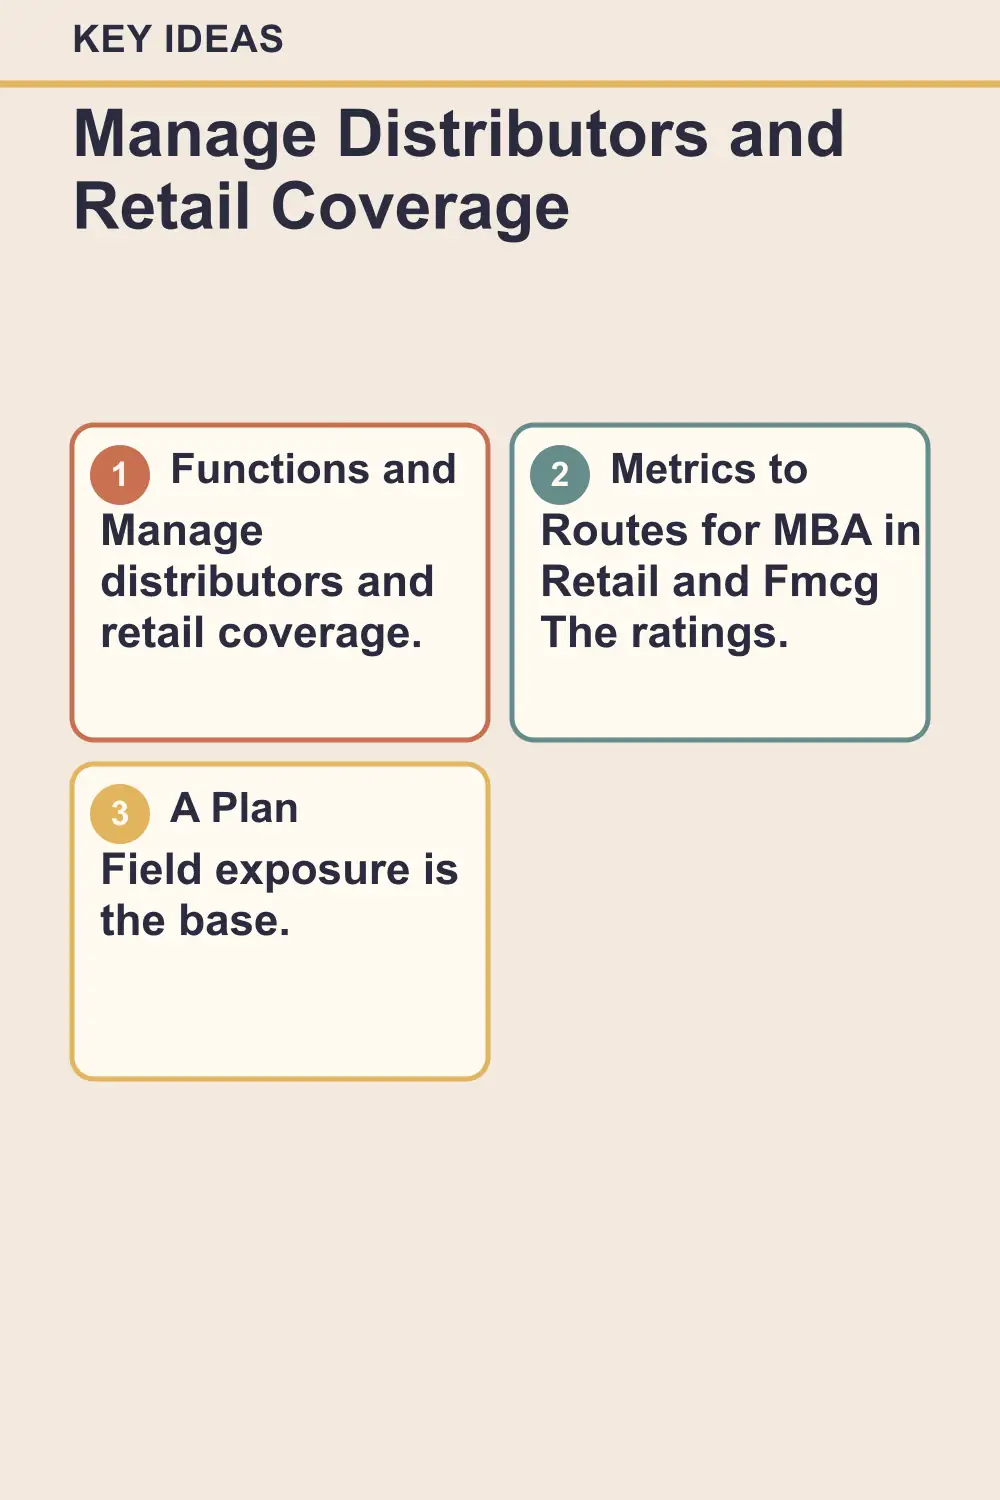 KEY IDEAS
Manage Distributors and
Retail Coverage
1 Functions and
Manage
distributors and
retail coverage.
2 Metrics to
Routes for MBA in
Retail and Fmcg
The ratings.
3 A Plan
Field exposure is
the base.